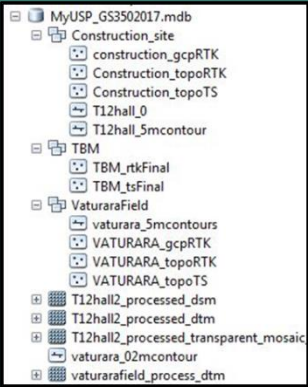 MyUSP_GS3502017.mdb
Construction_site
construction_gcpRTK
Construction_topoRTK
Construction_topoTS
T12hall_0
T12hall_5mcontour
TBM
TBM_rtkFinal
TBM_tsFinal
VaturaraField
vaturara_5mcontours
VATURARA_gcpRTK
VATURARA_topoRTK
VATURARA_topoTS
T12hall2_processed_dsm
T12hall2_processed_dtm
T12hall2_processed_transparent_mosaic_
vaturara_02mcontour
vaturarafield_process_dtm